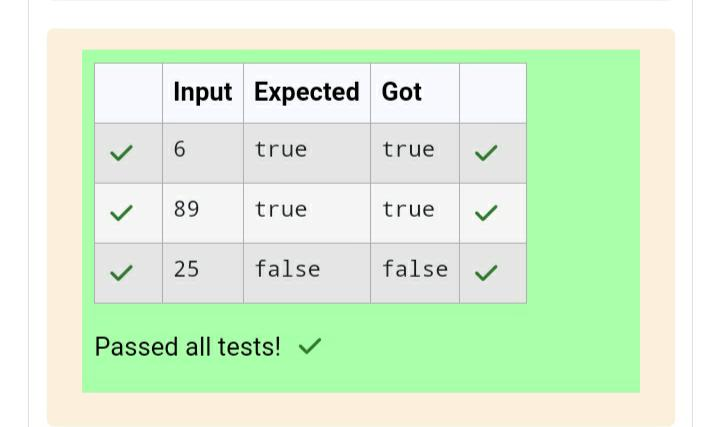 Input Expected Got
6 true true
89 true true
25 false false
Passed all tests!